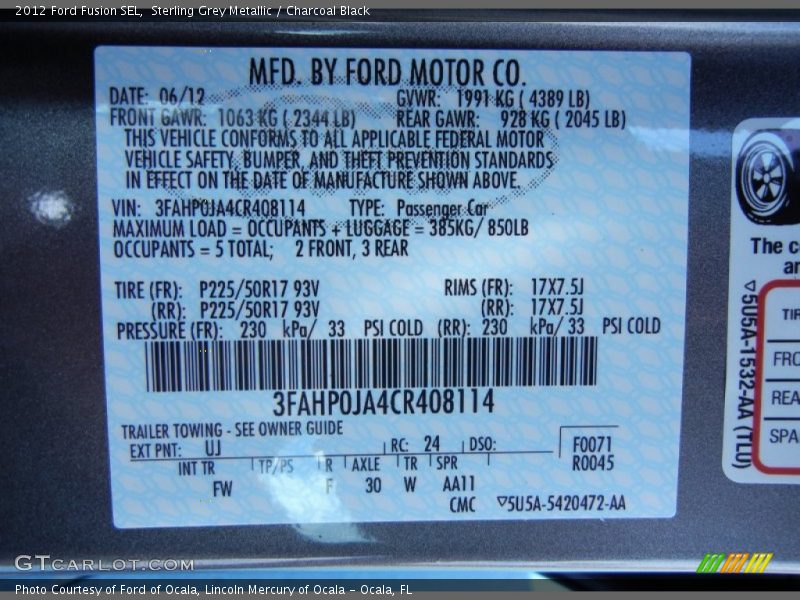 2012 Ford Fusion SEL, Sterling Grey Metallic / Charcoal Black
MFD. BY FORD MOTOR CO.
DATE: 06/12 GVWR: 1991 KG ( 4389 LB)
FRONT GAWR: 1063 KG ( 2344 LB) REAR GAWR: 928 KG ( 2045 LB)
THIS VEHICLE CONFORMS TO ALL APPLICABLE FEDERAL MOTOR
VEHICLE SAFETY, BUMPER, AND THEFT PREVENTION STANDARDS
IN EFFECT ON THE DATE OF MANUFACTURE SHOWN ABOVE.
VIN: 3FAHP0JA4CR408114 TYPE: Passenger Car
MAXIMUM LOAD = OCCUPANTS + LUGGAGE = 385KG/ 850LB
OCCUPANTS = 5 TOTAL; 2 FRONT, 3 REAR
TIRE (FR): P225/50R17 93V RIMS (FR): 17X7.5J
(RR): P225/50R17 93V (RR): 17X7.5J
PRESSURE (FR): 230 kPa/ 33 PSI COLD (RR): 230 kPa/ 33 PSI COLD
3FAHP0JA4CR408114
TRAILER TOWING - SEE OWNER GUIDE
EXT PNT: UJ RC: 24 DSO: F0071
R0045
INT TR TP/PS R AXLE TR SPR
FW F 30 W AA11
CMC 5U5A-5420472-AA
The c
an
5U5A-1532-AA (TLU)
TIR
FRO
REA
SPA
GTCARLOT.COM
Photo Courtesy of Ford of Ocala, Lincoln Mercury of Ocala – Ocala, FL